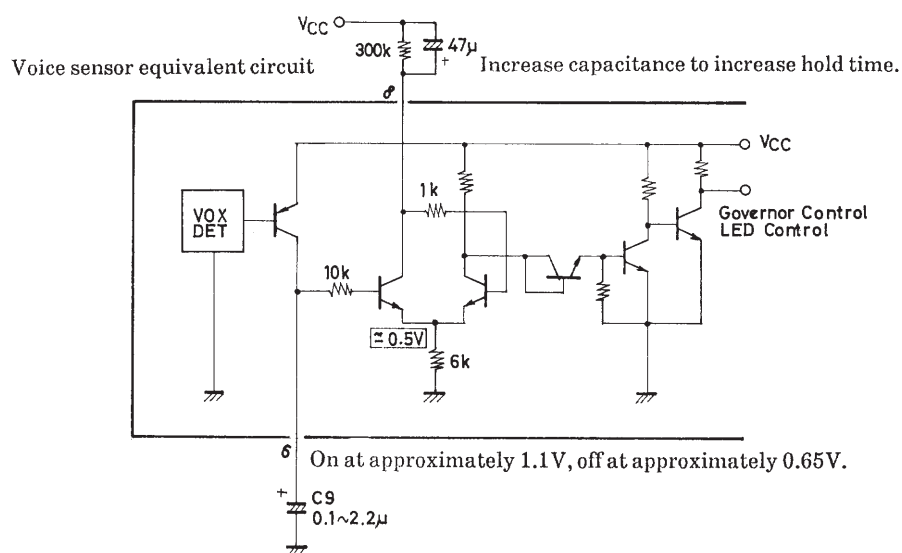 VCC
300k
47μ
+
Voice sensor equivalent circuit
Increase capacitance to increase hold time.
8
VCC
1k
VOX
DET
Governor Control
LED Control
10k
≃ 0.5V
6k
6
On at approximately 1.1V, off at approximately 0.65V.
+
C9
0.1~2.2μ